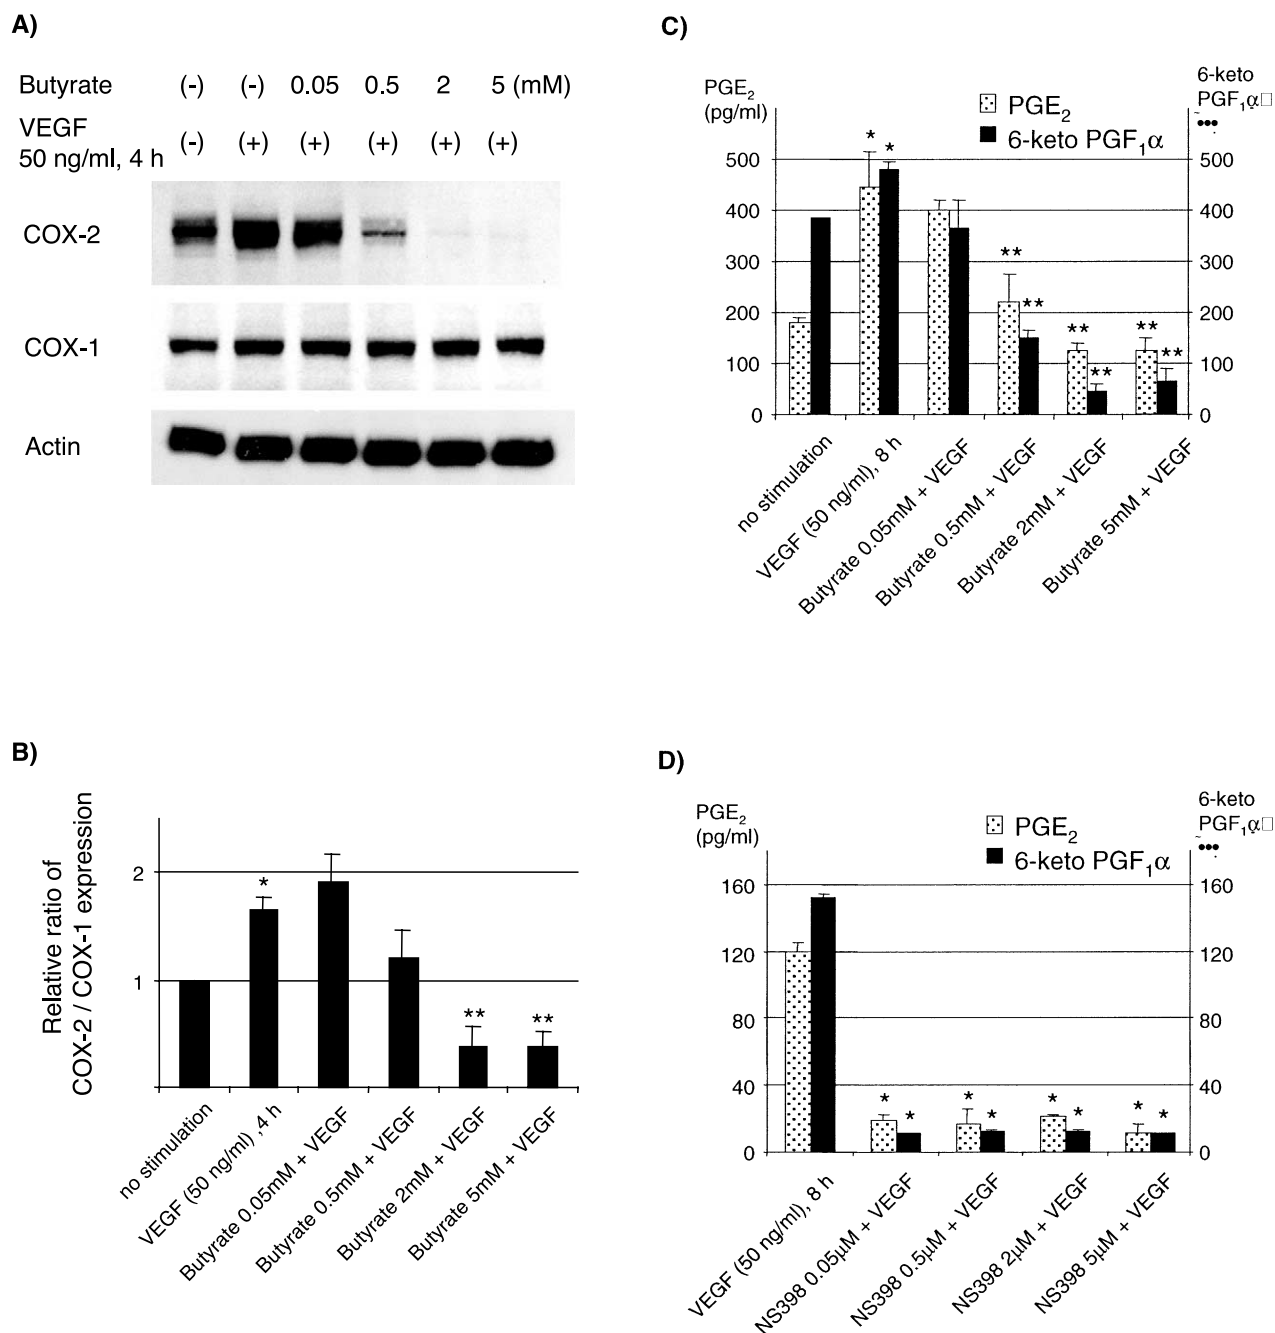 A)
Butyrate (-) (-) 0.05 0.5 2 5 (mM)
VEGF
50 ng/ml, 4 h (-) (+) (+) (+) (+) (+)
COX-2
COX-1
Actin
B)
Relative ratio of
COX-2 / COX-1 expression
2
1
*
**
**
no stimulation
VEGF (50 ng/ml) ,4 h
Butyrate 0.05mM + VEGF
Butyrate 0.5mM + VEGF
Butyrate 2mM + VEGF
Butyrate 5mM + VEGF
C)
PGE₂
(pg/ml)
6-keto
PGF₁α□
PGE₂
6-keto PGF₁α
500 500
400 400
300 300
200 200
100 100
0 0
* *
** **
** **
** **
no stimulation
VEGF (50 ng/ml), 8 h
Butyrate 0.05mM + VEGF
Butyrate 0.5mM + VEGF
Butyrate 2mM + VEGF
Butyrate 5mM + VEGF
D)
PGE₂
(pg/ml)
6-keto
PGF₁α□
PGE₂
6-keto PGF₁α
160 160
120 120
80 80
40 40
0 0
* * * * * * * *
VEGF (50 ng/ml), 8 h
NS398 0.05μM + VEGF
NS398 0.5μM + VEGF
NS398 2μM + VEGF
NS398 5μM + VEGF